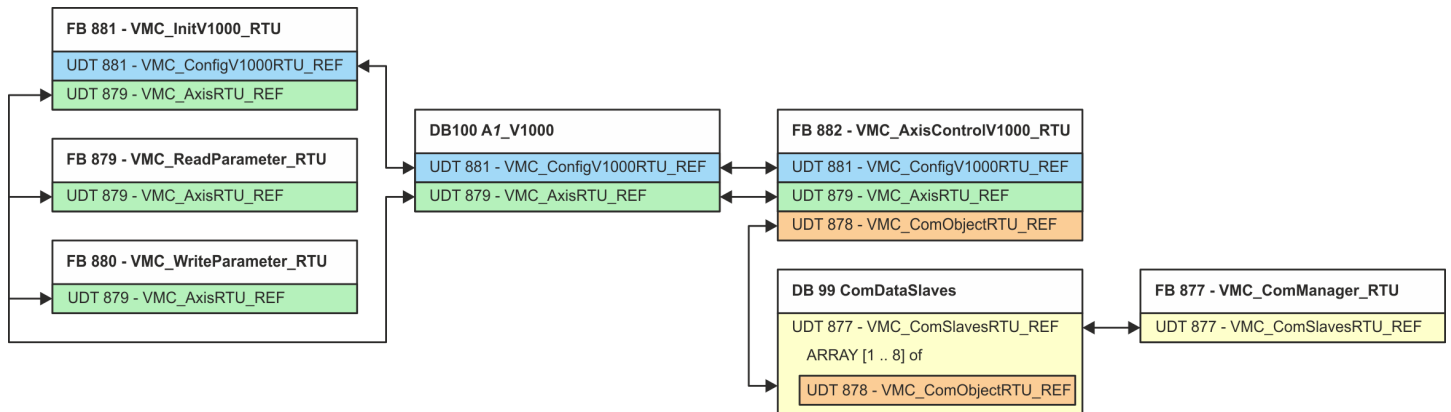 FB 881 - VMC_InitV1000_RTU
UDT 881 - VMC_ConfigV1000RTU_REF
UDT 879 - VMC_AxisRTU_REF
FB 879 - VMC_ReadParameter_RTU
UDT 879 - VMC_AxisRTU_REF
FB 880 - VMC_WriteParameter_RTU
UDT 879 - VMC_AxisRTU_REF
DB100 A1_V1000
UDT 881 - VMC_ConfigV1000RTU_REF
UDT 879 - VMC_AxisRTU_REF
FB 882 - VMC_AxisControlV1000_RTU
UDT 881 - VMC_ConfigV1000RTU_REF
UDT 879 - VMC_AxisRTU_REF
UDT 878 - VMC_ComObjectRTU_REF
DB 99 ComDataSlaves
UDT 877 - VMC_ComSlavesRTU_REF
ARRAY [1 .. 8] of
UDT 878 - VMC_ComObjectRTU_REF
FB 877 - VMC_ComManager_RTU
UDT 877 - VMC_ComSlavesRTU_REF